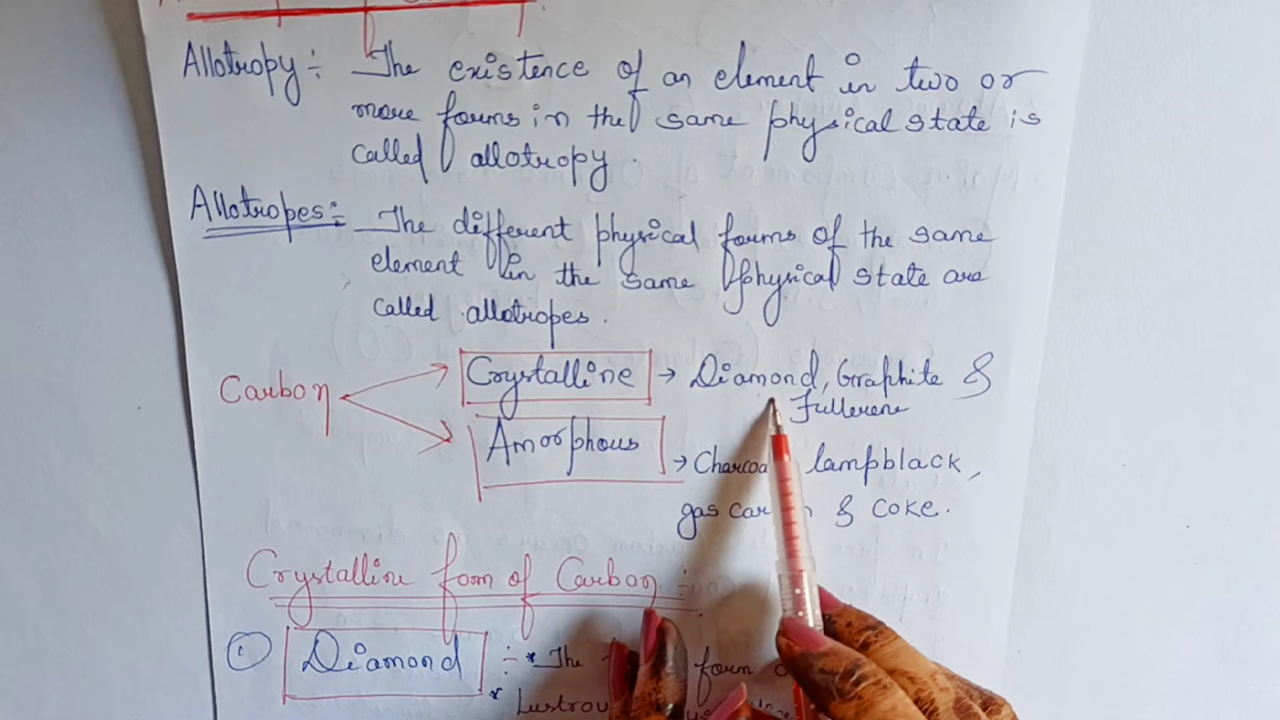 Allotropy :- The existence of an element in two or
more forms in the same physical state is
called allotropy.
Allotropes :- The different physical forms of the same
element in the same physical state are
called allotropes.
Carbon → Crystalline → Diamond, Graphite &
Fullerene
→ Amorphous → Charcoa lampblack,
gas car & coke.
Crystalline form of Carbon :-
① Diamond :- * The form
* Lustrou